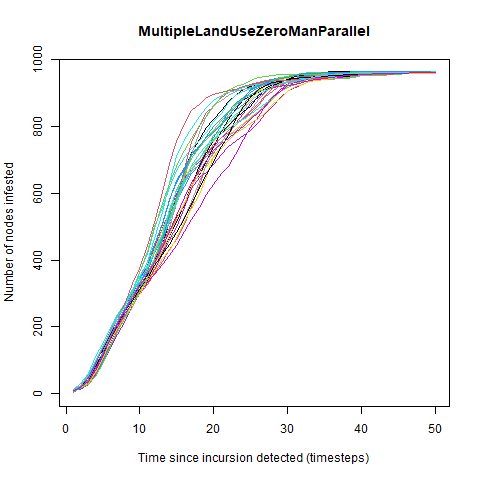 MultipleLandUseZeroManParallel
Number of nodes infested
1000
800
600
400
200
0
0 10 20 30 40 50
Time since incursion detected (timesteps)